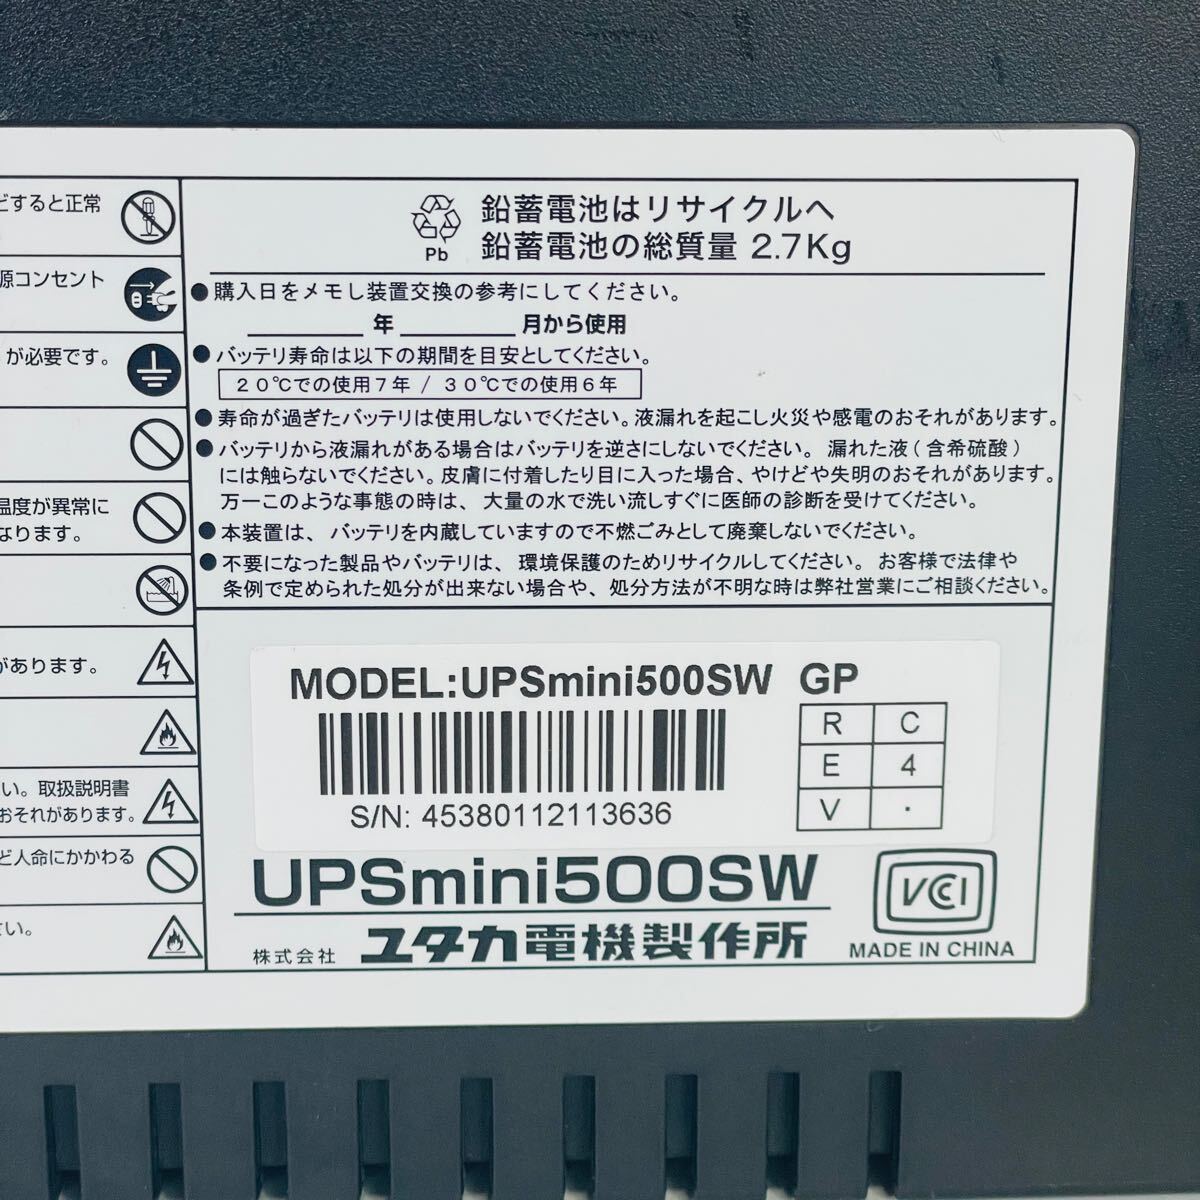 どすると正常
源コンセント
が必要です。
温度が異常に
なります。
があります。
い。取扱説明書
おそれがあります。
ど人命にかかわる
さい。
Pb
鉛蓄電池はリサイクルへ
鉛蓄電池の総質量 2.7Kg
●購入日をメモし装置交換の参考にしてください。
年 月から使用
●バッテリ寿命は以下の期間を目安としてください。
20℃での使用7年 / 30℃での使用6年
●寿命が過ぎたバッテリは使用しないでください。液漏れを起こし火災や感電のおそれがあります。
●バッテリから液漏れがある場合はバッテリを逆さにしないでください。漏れた液(含希硫酸)
には触らないでください。皮膚に付着したり目に入った場合、やけどや失明のおそれがあります。
万一このような事態の時は、大量の水で洗い流しすぐに医師の診断を受けてください。
●本装置は、バッテリを内蔵していますので不燃ごみとして廃棄しないでください。
●不要になった製品やバッテリは、環境保護のためリサイクルしてください。お客様で法律や
条例で定められた処分が出来ない場合や、処分方法が不明な時は弊社営業にご相談ください。
MODEL:UPSmini500SW GP
R C
E 4
V ・
S/N: 45380112113636
UPSmini500SW
VCCI
株式会社 ユタカ電機製作所
MADE IN CHINA